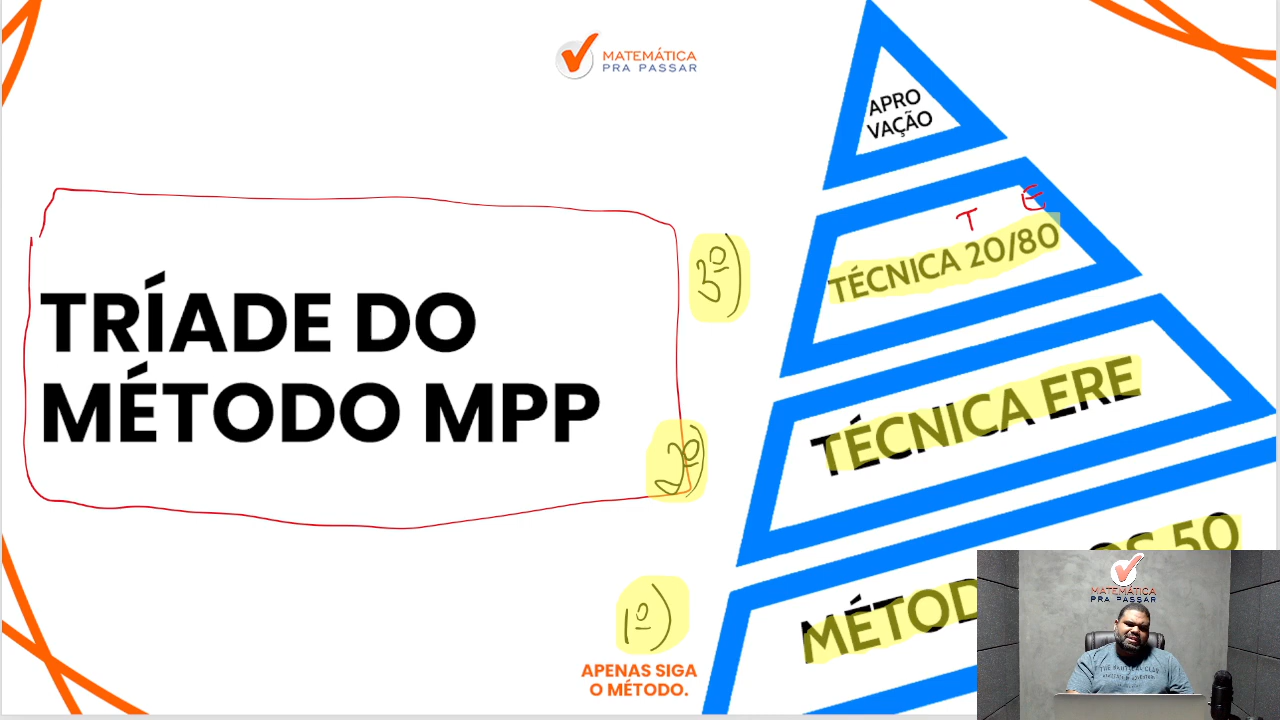 MATEMÁTICA
PRA PASSAR
APRO
VAÇÃO
T E
TÉCNICA 20/80
3º)
TRÍADE DO
MÉTODO MPP
TÉCNICA ERE
2º)
50
1º)
APENAS SIGA
O MÉTODO.
MATEMÁTICA
PRA PASSAR